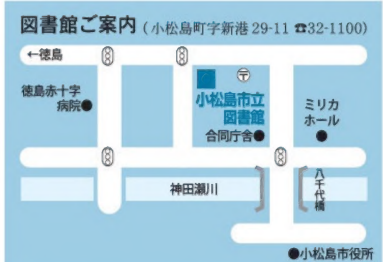 図書館ご案内 (小松島町字新港 29-11 ☎32-1100)
←徳島
〒
徳島赤十字
病院●
小松島市立
図書館
合同庁舎●
ミリカ
ホール
●
神田瀬川
八千代橋
●小松島市役所